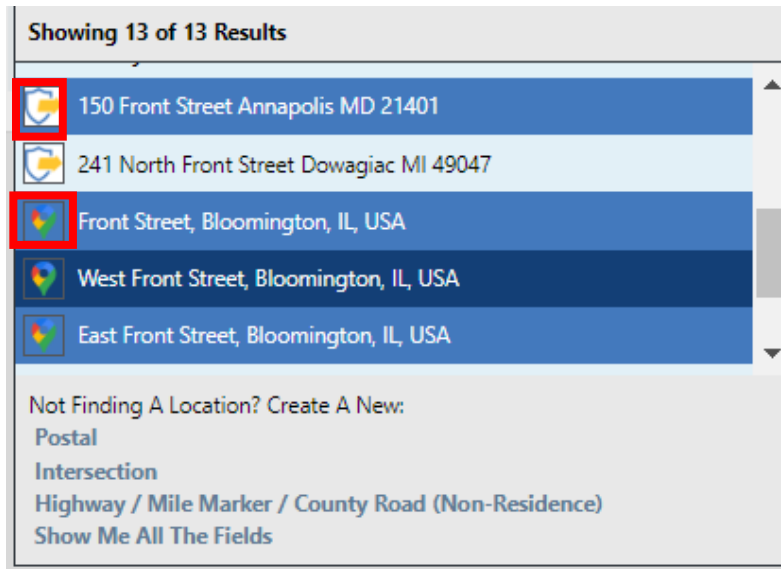 Showing 13 of 13 Results
150 Front Street Annapolis MD 21401
241 North Front Street Dowagiac MI 49047
Front Street, Bloomington, IL, USA
West Front Street, Bloomington, IL, USA
East Front Street, Bloomington, IL, USA
Not Finding A Location? Create A New:
Postal
Intersection
Highway / Mile Marker / County Road (Non-Residence)
Show Me All The Fields